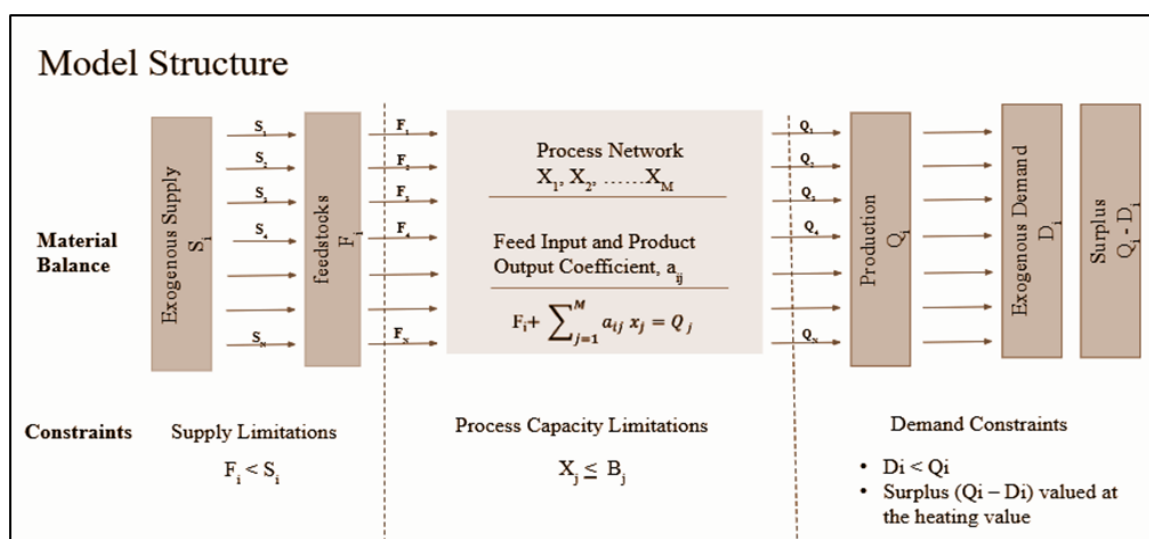 Model Structure
Material
Balance
Exogenous Supply
S_i
S_1
S_2
S_3
S_4
S_N
feedstocks
F_i
F_1
F_2
F_3
F_4
F_N
Process Network
X_1, X_2, ......X_M
Feed Input and Product
Output Coefficient, a_ij
F_i+ ∑_{j=1}^{M} a_ij x_j = Q_j
Q_1
Q_2
Q_3
Q_4
Q_N
Production
Q_i
Exogenous Demand
D_i
Surplus
Q_i - D_i
Constraints
Supply Limitations
F_i < S_i
Process Capacity Limitations
X_j ≤ B_j
Demand Constraints
• Di < Qi
• Surplus (Qi – Di) valued at
the heating value